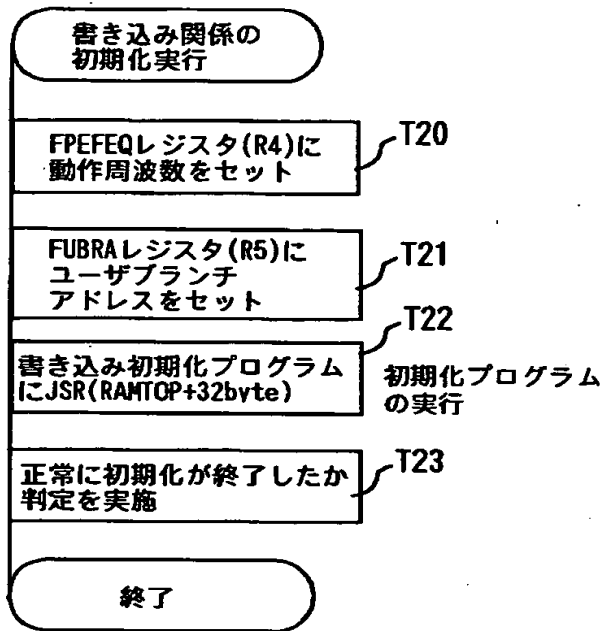 書き込み関係の
初期化実行
FPEFEQレジスタ(R4)に
動作周波数をセット
T20
FUBRAレジスタ(R5)に
ユーザブランチ
アドレスをセット
T21
T22
書き込み初期化プログラム
にJSR(RAMTOP+32byte)
初期化プログラム
の実行
正常に初期化が終了したか
判定を実施
T23
終了